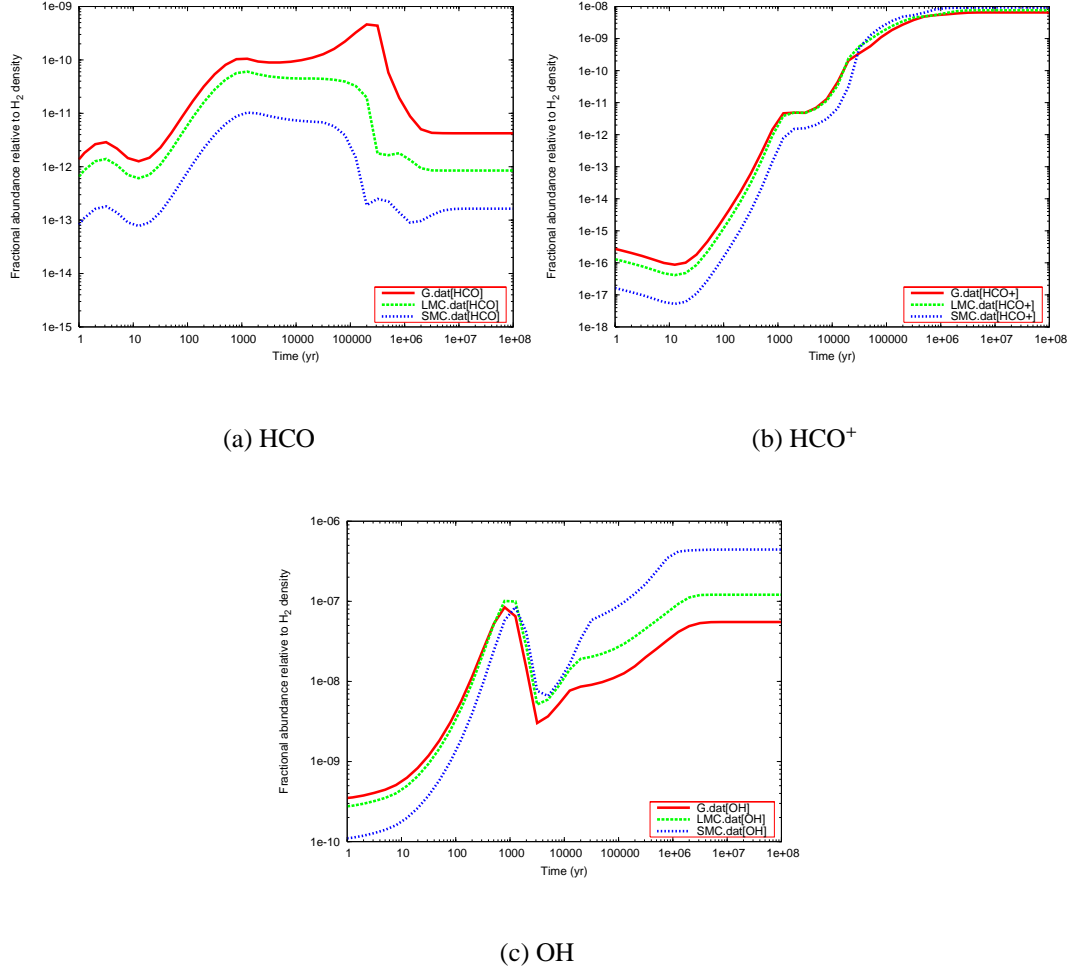 1e-09
1e-10
1e-11
1e-12
1e-13
1e-14
1e-15
Fractional abundance relative to H₂ density
1 10 100 1000 10000 100000 1e+06 1e+07 1e+08
Time (yr)
G.dat[HCO]
LMC.dat[HCO]
SMC.dat[HCO]
(a) HCO
1e-08
1e-09
1e-10
1e-11
1e-12
1e-13
1e-14
1e-15
1e-16
1e-17
1e-18
Fractional abundance relative to H₂ density
1 10 100 1000 10000 100000 1e+06 1e+07 1e+08
Time (yr)
G.dat[HCO+]
LMC.dat[HCO+]
SMC.dat[HCO+]
(b) HCO⁺
1e-06
1e-07
1e-08
1e-09
1e-10
Fractional abundance relative to H₂ density
1 10 100 1000 10000 100000 1e+06 1e+07 1e+08
Time (yr)
G.dat[OH]
LMC.dat[OH]
SMC.dat[OH]
(c) OH